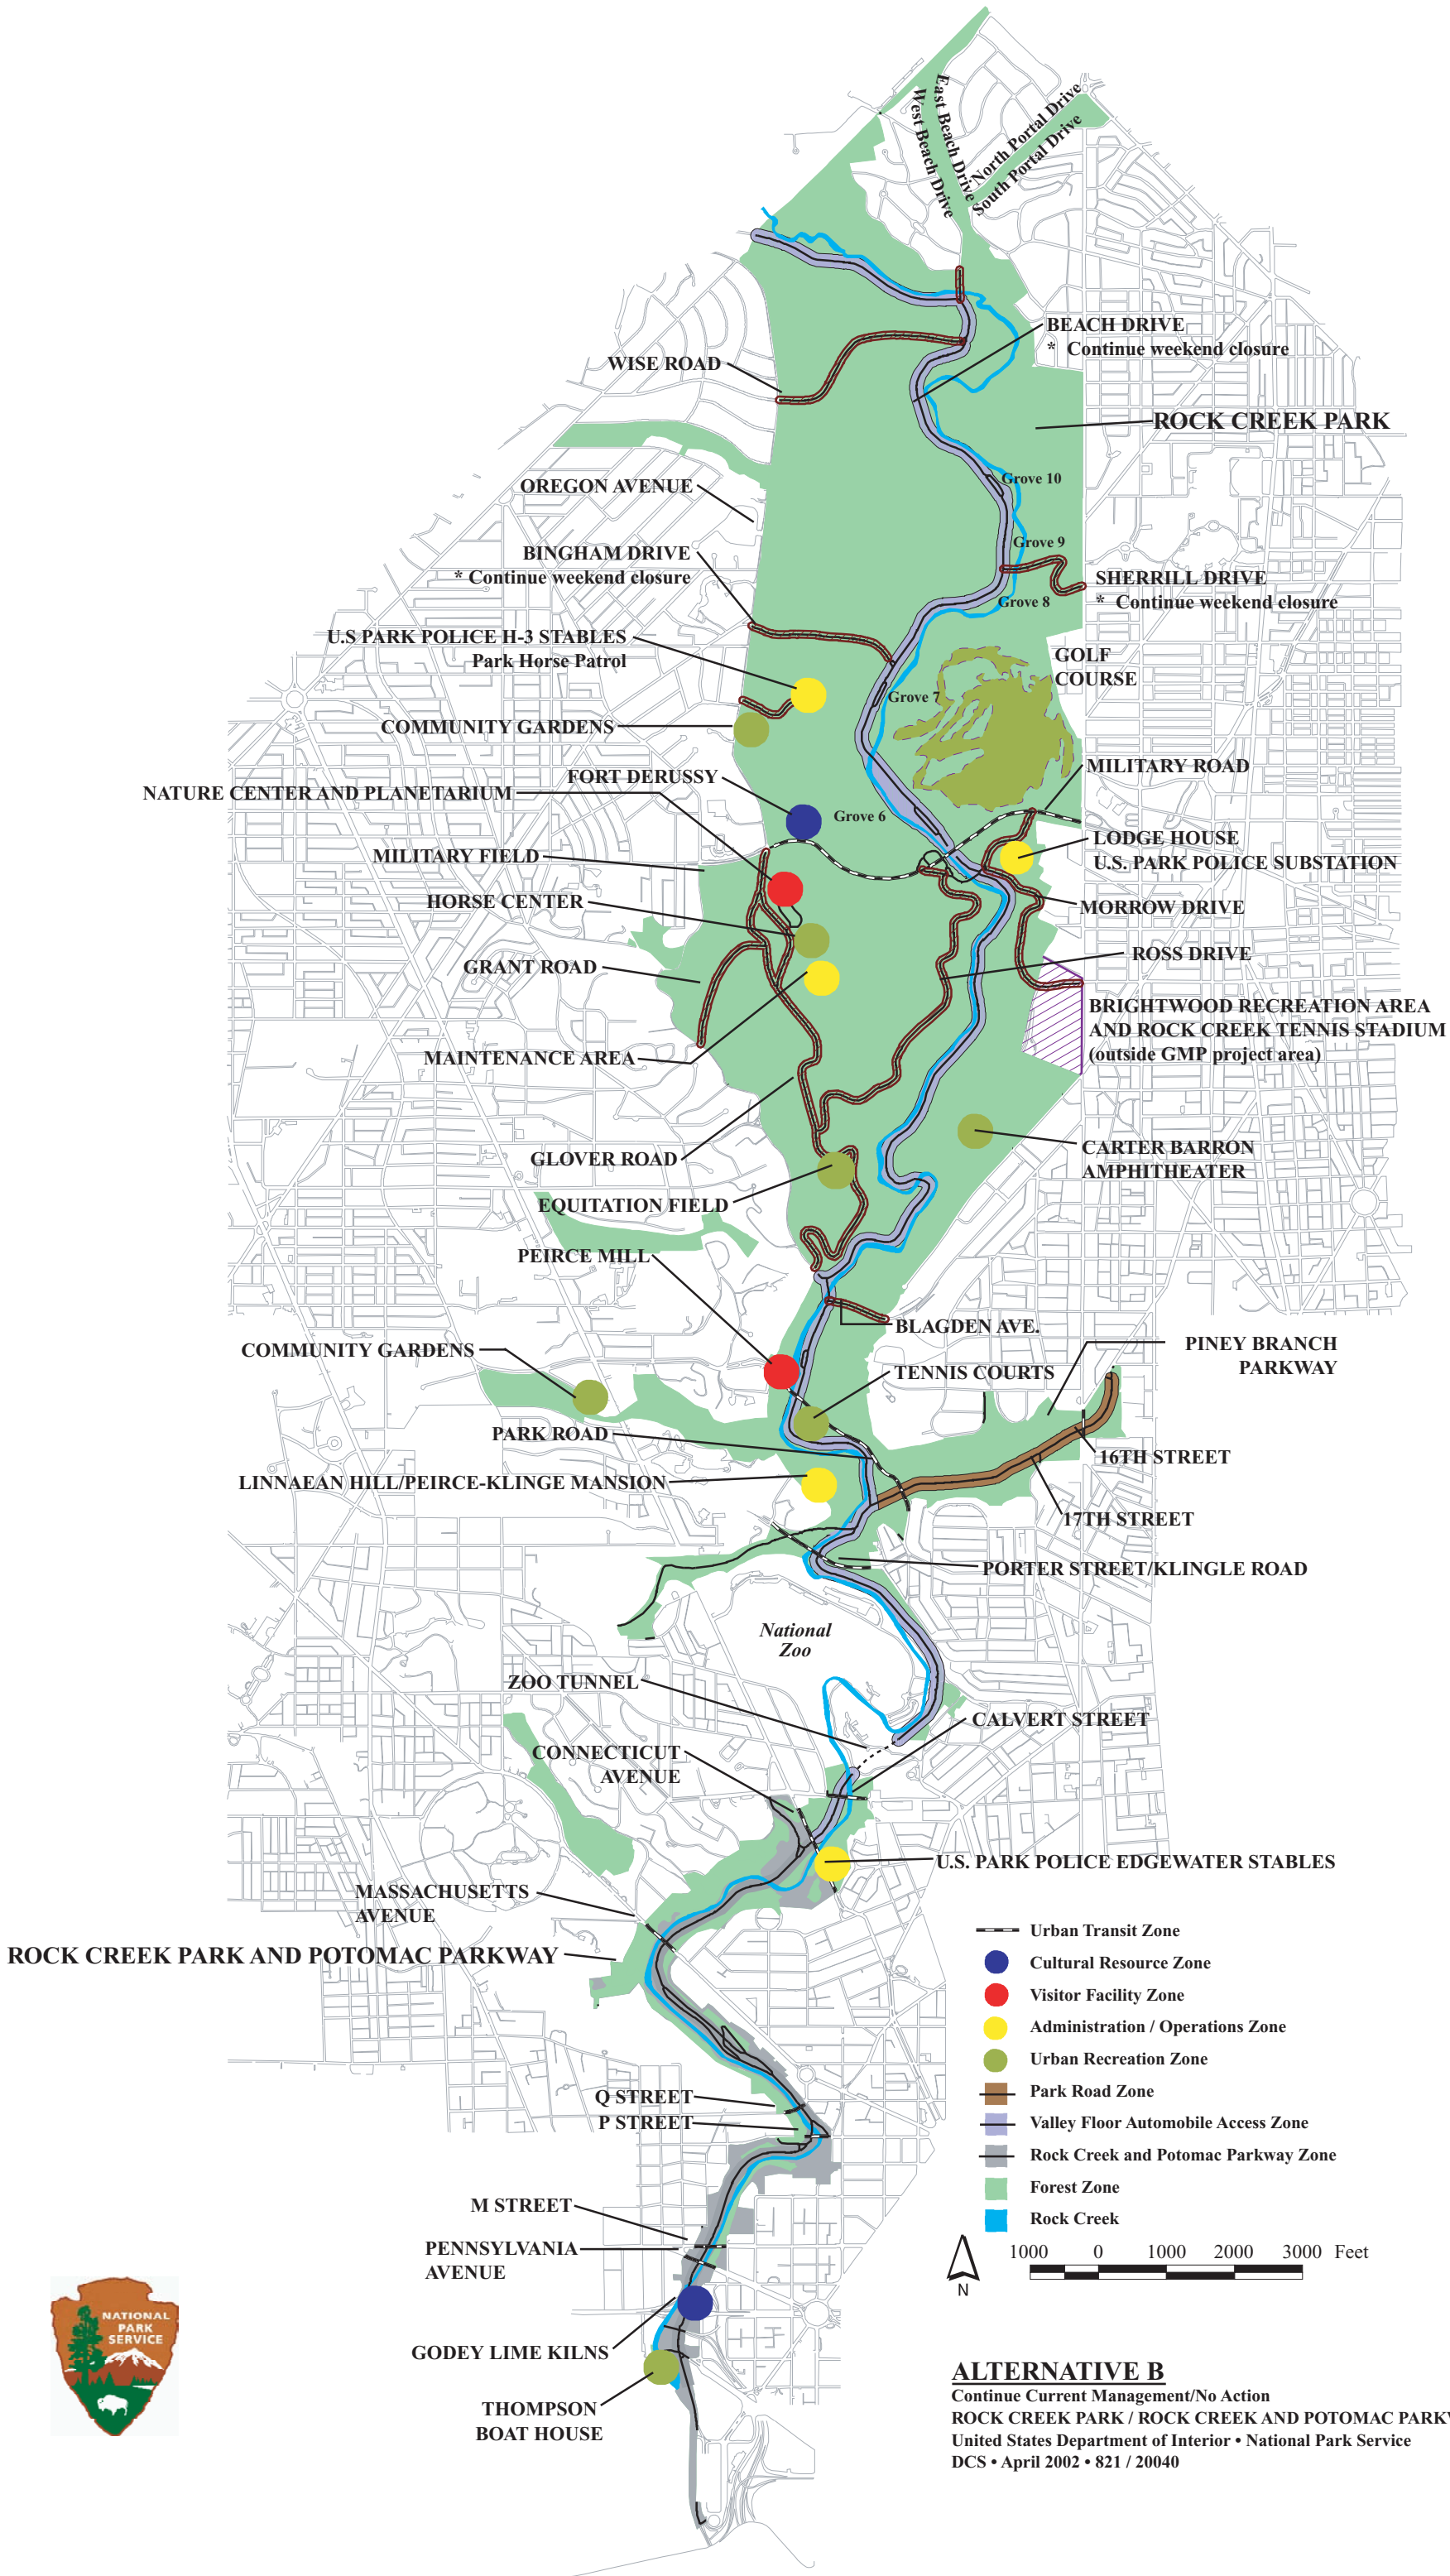 East Beach Drive
West Beach Drive
North Portal Drive
South Portal Drive
BEACH DRIVE
* Continue weekend closure
WISE ROAD
ROCK CREEK PARK
Grove 10
OREGON AVENUE
Grove 9
BINGHAM DRIVE
* Continue weekend closure
SHERRILL DRIVE
* Continue weekend closure
Grove 8
U.S PARK POLICE H-3 STABLES
Park Horse Patrol
GOLF
COURSE
Grove 7
COMMUNITY GARDENS
MILITARY ROAD
FORT DERUSSY
NATURE CENTER AND PLANETARIUM
Grove 6
LODGE HOUSE
U.S. PARK POLICE SUBSTATION
MILITARY FIELD
HORSE CENTER
MORROW DRIVE
ROSS DRIVE
GRANT ROAD
BRIGHTWOOD RECREATION AREA
AND ROCK CREEK TENNIS STADIUM
(outside GMP project area)
MAINTENANCE AREA
CARTER BARRON
AMPHITHEATER
GLOVER ROAD
EQUITATION FIELD
PEIRCE MILL
BLAGDEN AVE.
PINEY BRANCH
PARKWAY
COMMUNITY GARDENS
TENNIS COURTS
PARK ROAD
16TH STREET
LINNAEAN HILL/PEIRCE-KLINGE MANSION
17TH STREET
PORTER STREET/KLINGLE ROAD
National
Zoo
ZOO TUNNEL
CALVERT STREET
CONNECTICUT
AVENUE
U.S. PARK POLICE EDGEWATER STABLES
MASSACHUSETTS
AVENUE
ROCK CREEK PARK AND POTOMAC PARKWAY
Urban Transit Zone
Cultural Resource Zone
Visitor Facility Zone
Administration / Operations Zone
Urban Recreation Zone
Park Road Zone
Valley Floor Automobile Access Zone
Rock Creek and Potomac Parkway Zone
Forest Zone
Rock Creek
Q STREET
P STREET
M STREET
PENNSYLVANIA
AVENUE
1000 0 1000 2000 3000 Feet
N
NATIONAL
PARK
SERVICE
GODEY LIME KILNS
THOMPSON
BOAT HOUSE
ALTERNATIVE B
Continue Current Management/No Action
ROCK CREEK PARK / ROCK CREEK AND POTOMAC PARK
United States Department of Interior • National Park Service
DCS • April 2002 • 821 / 20040